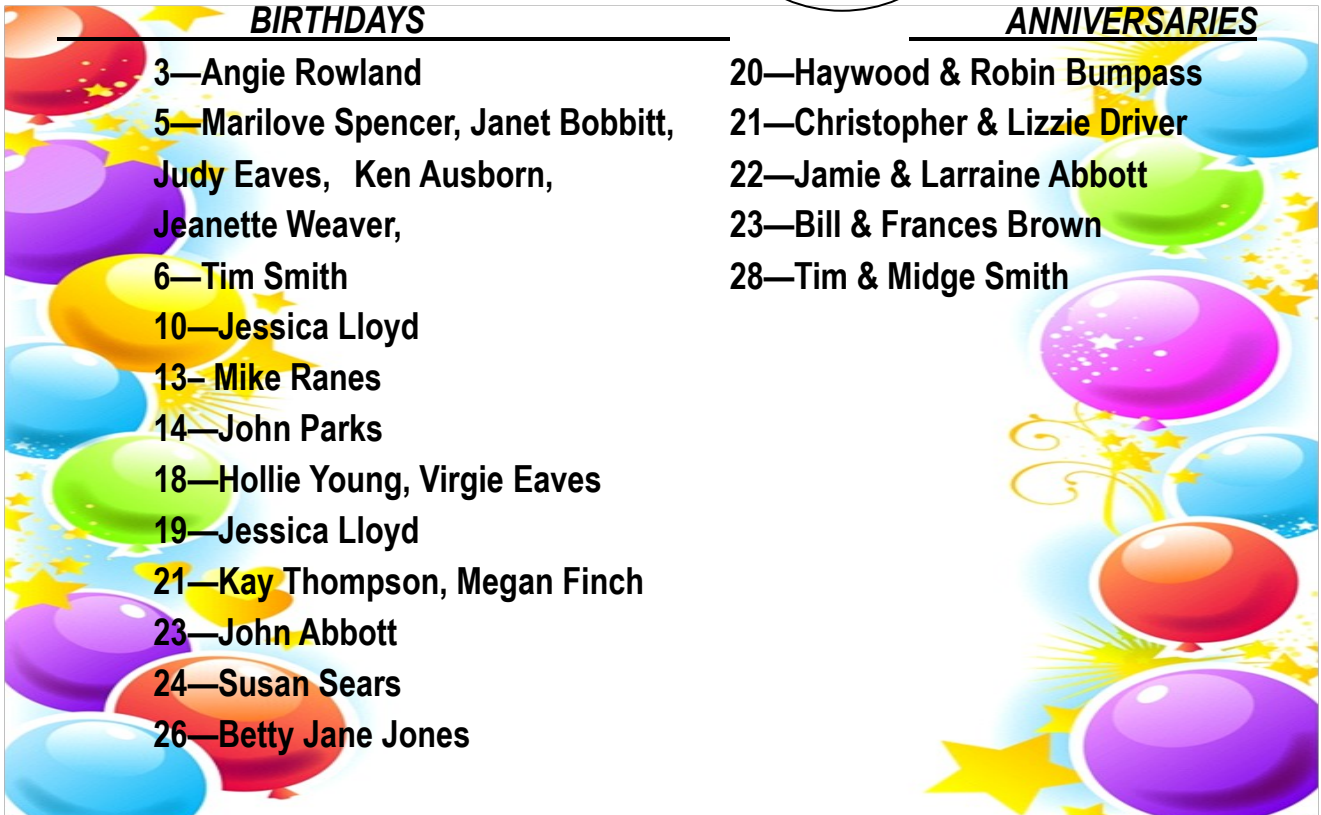 BIRTHDAYS
3—Angie Rowland
5—Marilove Spencer, Janet Bobbitt,
Judy Eaves, Ken Ausborn,
Jeanette Weaver,
6—Tim Smith
10—Jessica Lloyd
13– Mike Ranes
14—John Parks
18—Hollie Young, Virgie Eaves
19—Jessica Lloyd
21—Kay Thompson, Megan Finch
23—John Abbott
24—Susan Sears
26—Betty Jane Jones
ANNIVERSARIES
20—Haywood & Robin Bumpass
21—Christopher & Lizzie Driver
22—Jamie & Larraine Abbott
23—Bill & Frances Brown
28—Tim & Midge Smith